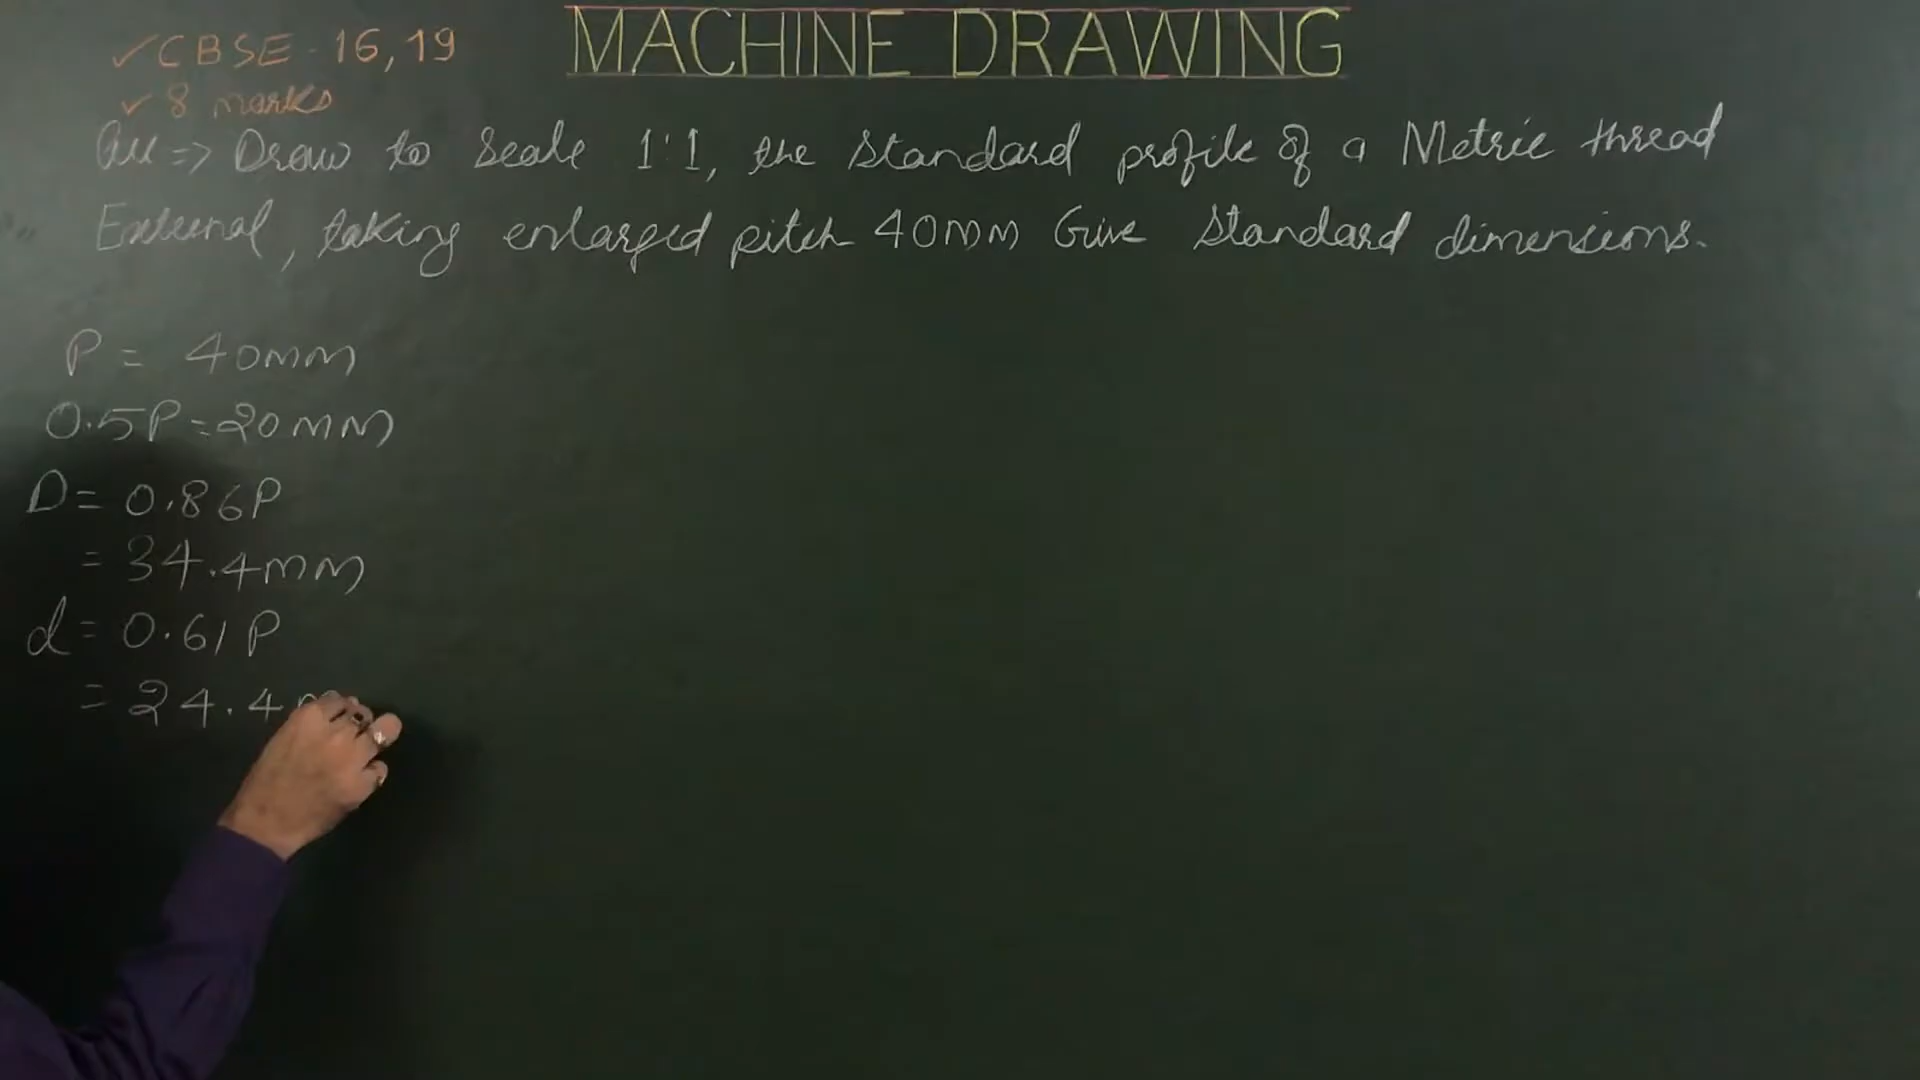 ✓ CBSE - 16, 19
MACHINE DRAWING
✓ 8 marks
Qu => Draw to Scale 1:1, the standard profile of a Metric thread
External, taking enlarged pitch 40mm Give standard dimensions.
P = 40mm
0.5P = 20mm
D = 0.86P
= 34.4mm
d = 0.61P
= 24.4m